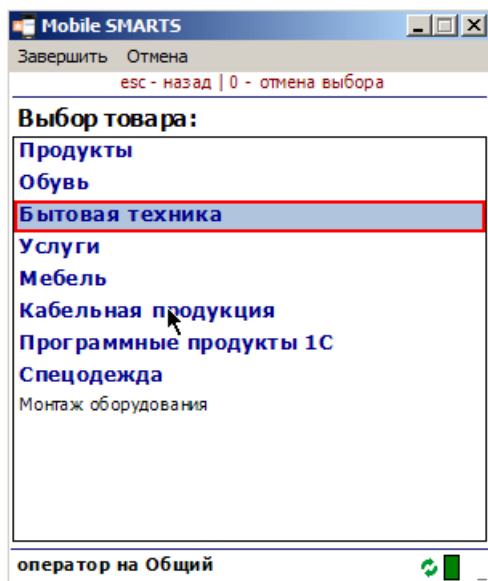 Mobile SMARTS
Завершить Отмена
esc - назад | 0 - отмена выбора
Выбор товара:
Продукты
Обувь
Бытовая техника
Услуги
Мебель
Кабельная продукция
Программные продукты 1С
Спецодежда
Монтаж оборудования
оператор на Общий